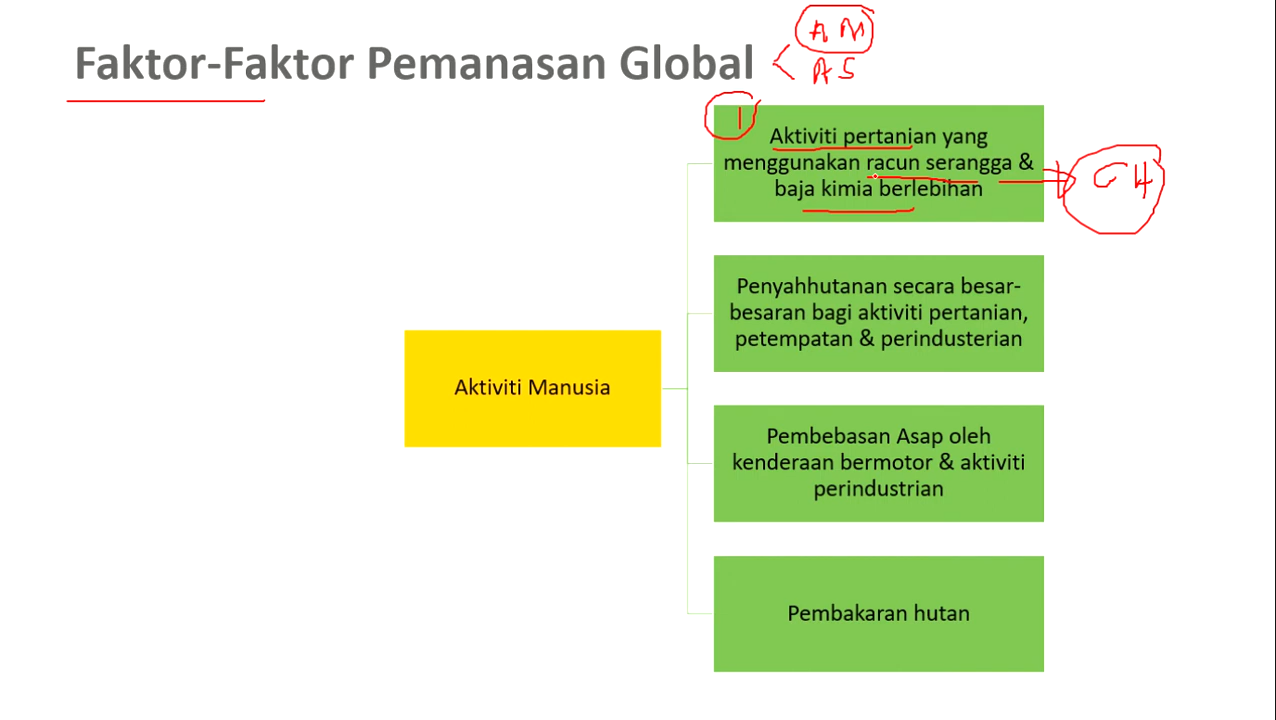 Faktor-Faktor Pemanasan Global
AM
AS
1
Aktiviti pertanian yang
menggunakan racun serangga &
baja kimia berlebihan
CH
Penyahhutanan secara besar-
besaran bagi aktiviti pertanian,
petempatan & perindusterian
Aktiviti Manusia
Pembebasan Asap oleh
kenderaan bermotor & aktiviti
perindustrian
Pembakaran hutan